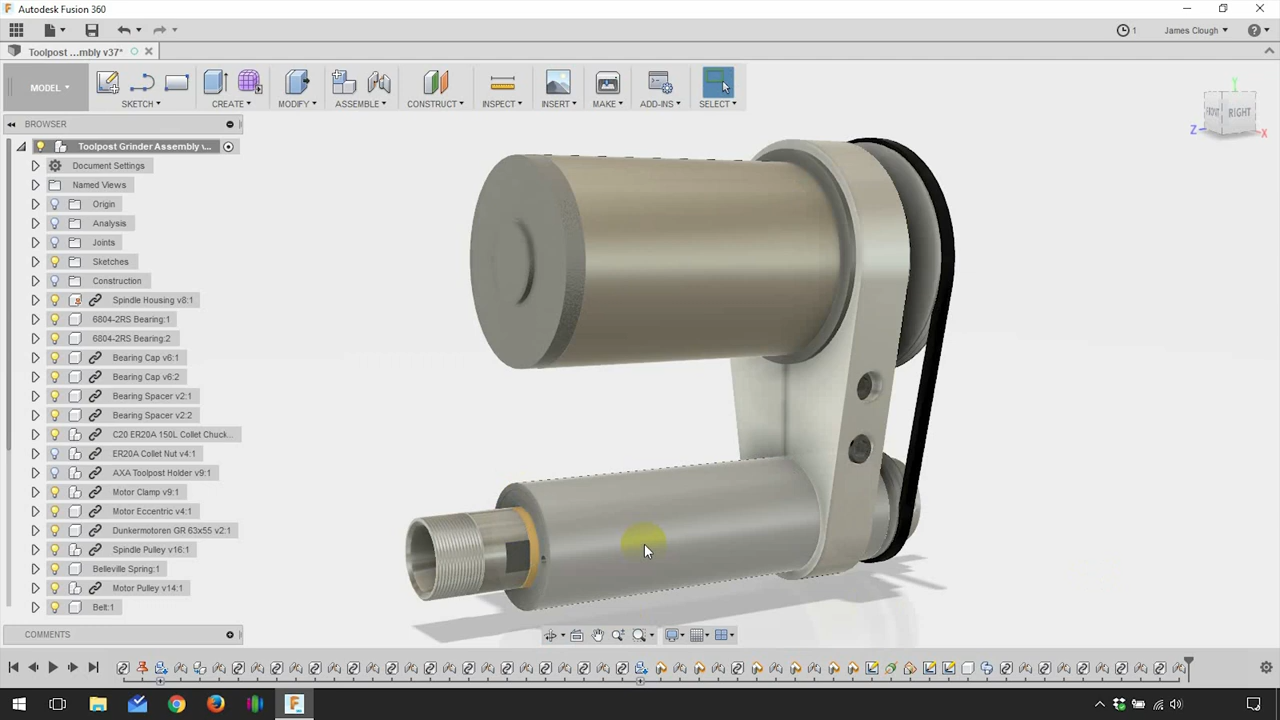 Autodesk Fusion 360
1
James Clough
Toolpost ...mbly v37*
MODEL
SKETCH
CREATE
MODIFY
ASSEMBLE
CONSTRUCT
INSPECT
INSERT
MAKE
ADD-INS
SELECT
Y
FRONT
RIGHT
Z
X
BROWSER
Toolpost Grinder Assembly v...
Document Settings
Named Views
Origin
Analysis
Joints
Sketches
Construction
Spindle Housing v8:1
6804-2RS Bearing:1
6804-2RS Bearing:2
Bearing Cap v6:1
Bearing Cap v6:2
Bearing Spacer v2:1
Bearing Spacer v2:2
C20 ER20A 150L Collet Chuck...
ER20A Collet Nut v4:1
AXA Toolpost Holder v9:1
Motor Clamp v9:1
Motor Eccentric v4:1
Dunkermotoren GR 63x55 v2:1
Spindle Pulley v16:1
Belleville Spring:1
Motor Pulley v14:1
Belt:1
COMMENTS